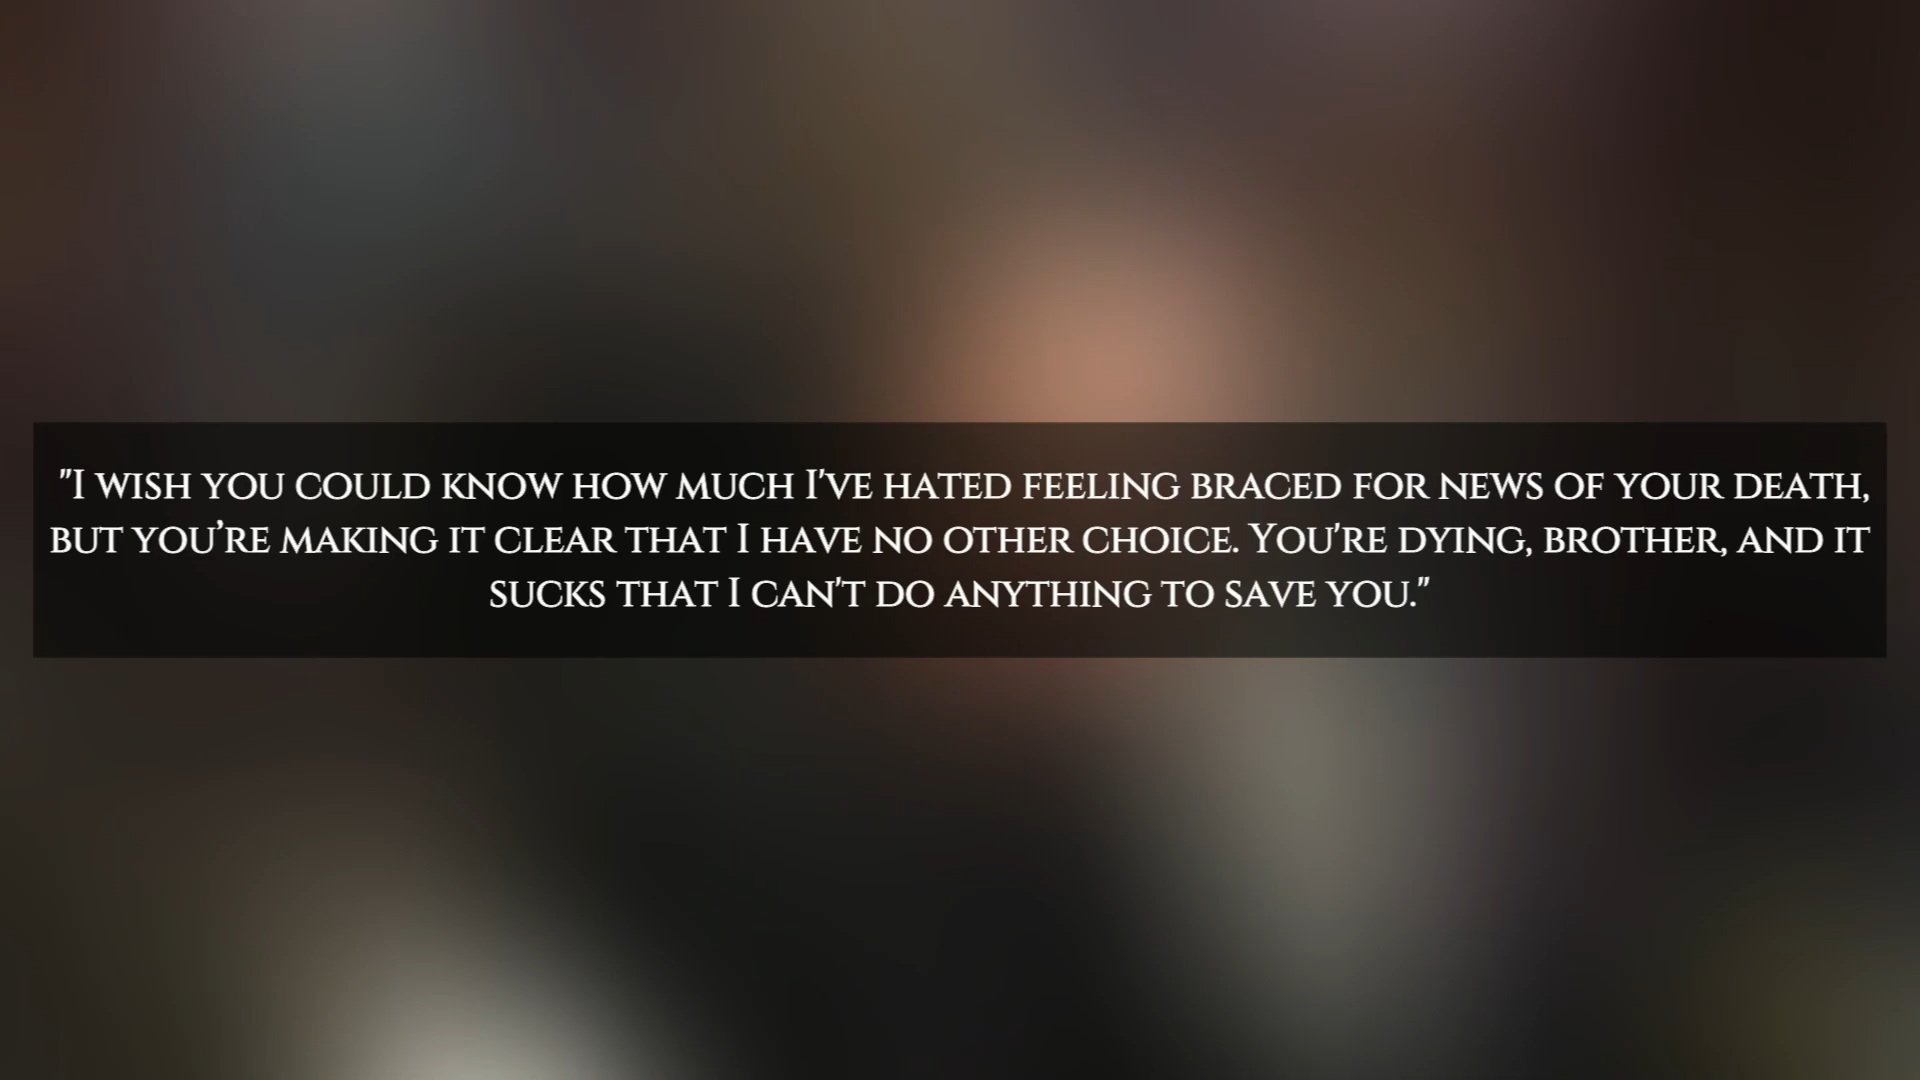 "I wish you could know how much I've hated feeling braced for news of your death,
but you’re making it clear that I have no other choice. You're dying, brother, and it
sucks that I can't do anything to save you."